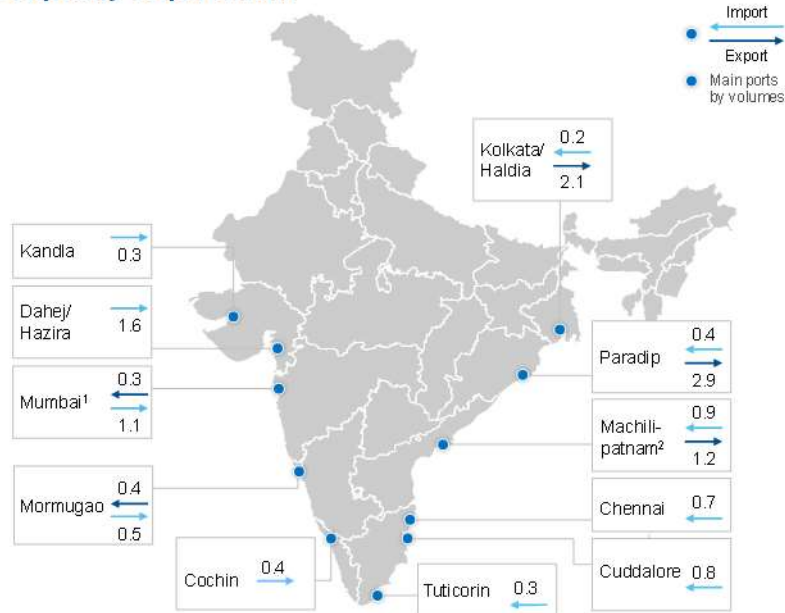 Import
Export
Main ports
by volumes
0.2
Kolkata/
Haldia
2.1
Kandla
0.3
Dahej/
Hazira
1.6
0.3
Mumbai¹
1.1
0.4
Mormugao
0.5
Cochin
0.4
Tuticorin
0.3
0.4
Paradip
2.9
0.9
Machili-
patnam²
1.2
Chennai
0.7
Cuddalore
0.8